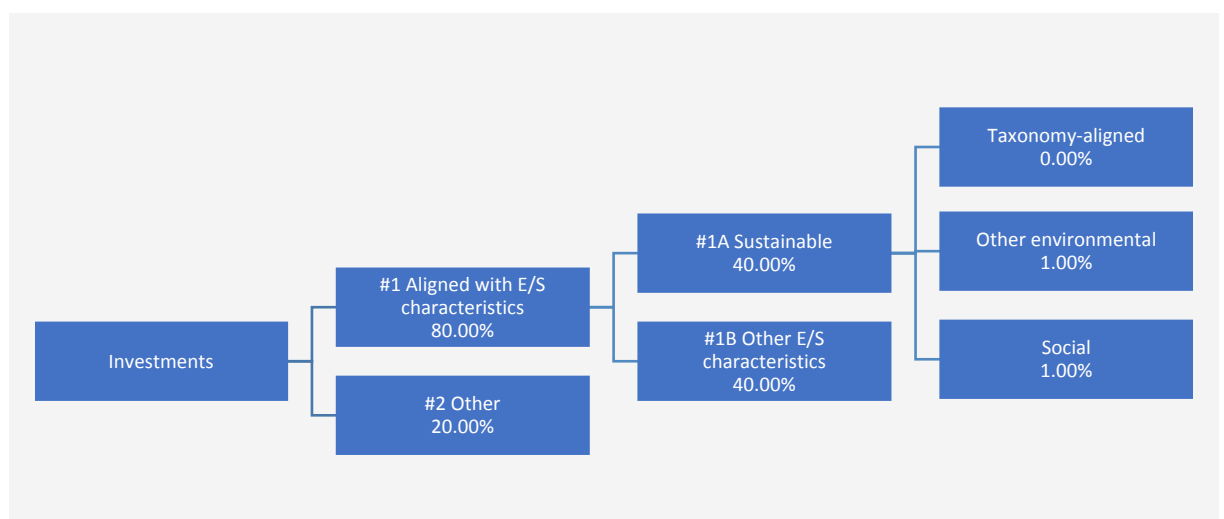 Investments
#1 Aligned with E/S
characteristics
80.00%
#2 Other
20.00%
#1A Sustainable
40.00%
#1B Other E/S
characteristics
40.00%
Taxonomy-aligned
0.00%
Other environmental
1.00%
Social
1.00%